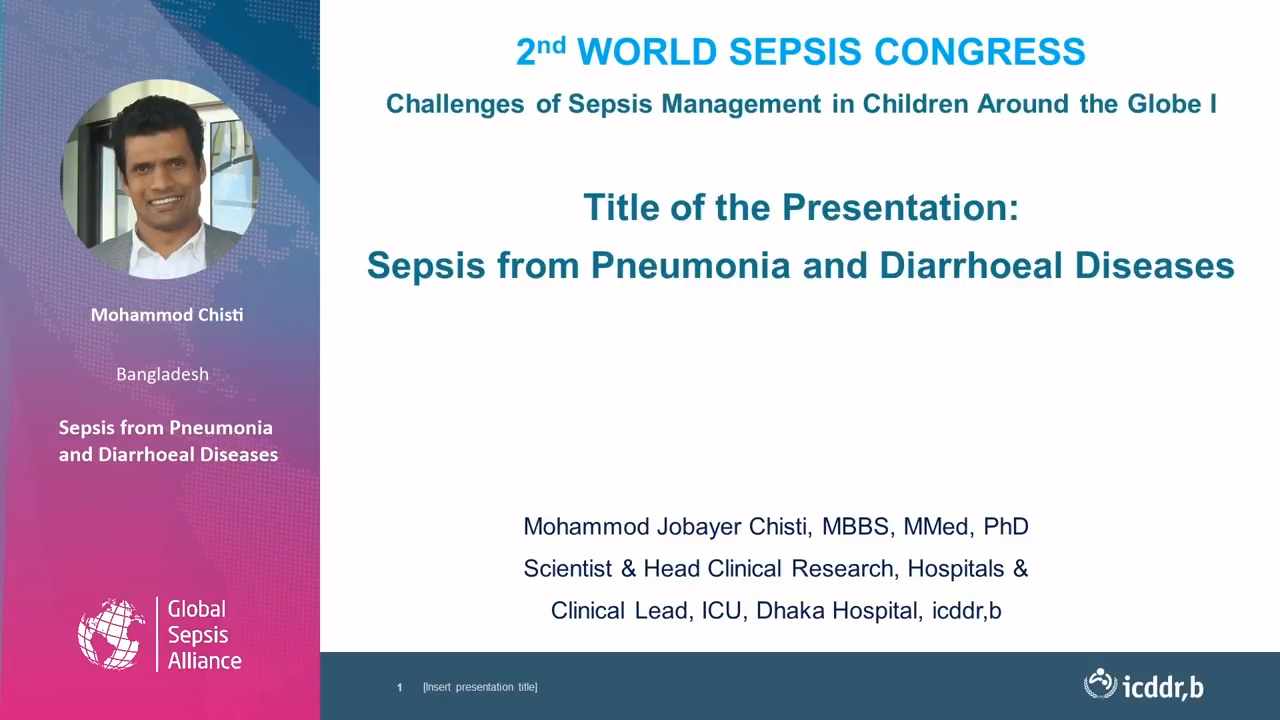 Mohammod Chisti
Bangladesh
Sepsis from Pneumonia
and Diarrhoeal Diseases
Global
Sepsis
Alliance
2nd WORLD SEPSIS CONGRESS
Challenges of Sepsis Management in Children Around the Globe I
Title of the Presentation:
Sepsis from Pneumonia and Diarrhoeal Diseases
Mohammod Jobayer Chisti, MBBS, MMed, PhD
Scientist & Head Clinical Research, Hospitals &
Clinical Lead, ICU, Dhaka Hospital, icddr,b
1 [Insert presentation title]
icddr,b